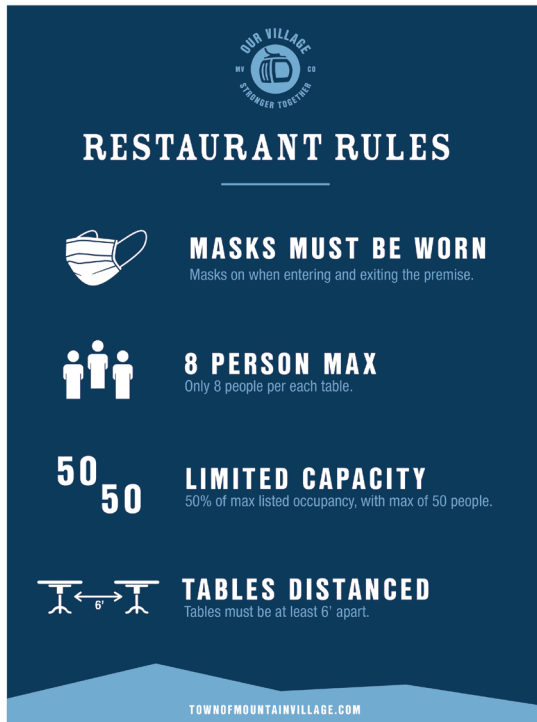 OUR VILLAGE
MV CO
STRONGER TOGETHER
RESTAURANT RULES
MASKS MUST BE WORN
Masks on when entering and exiting the premise.
8 PERSON MAX
Only 8 people per each table.
50
50
LIMITED CAPACITY
50% of max listed occupancy, with max of 50 people.
6'
TABLES DISTANCED
Tables must be at least 6' apart.
TOWNOFMOUNTAINVILLAGE.COM